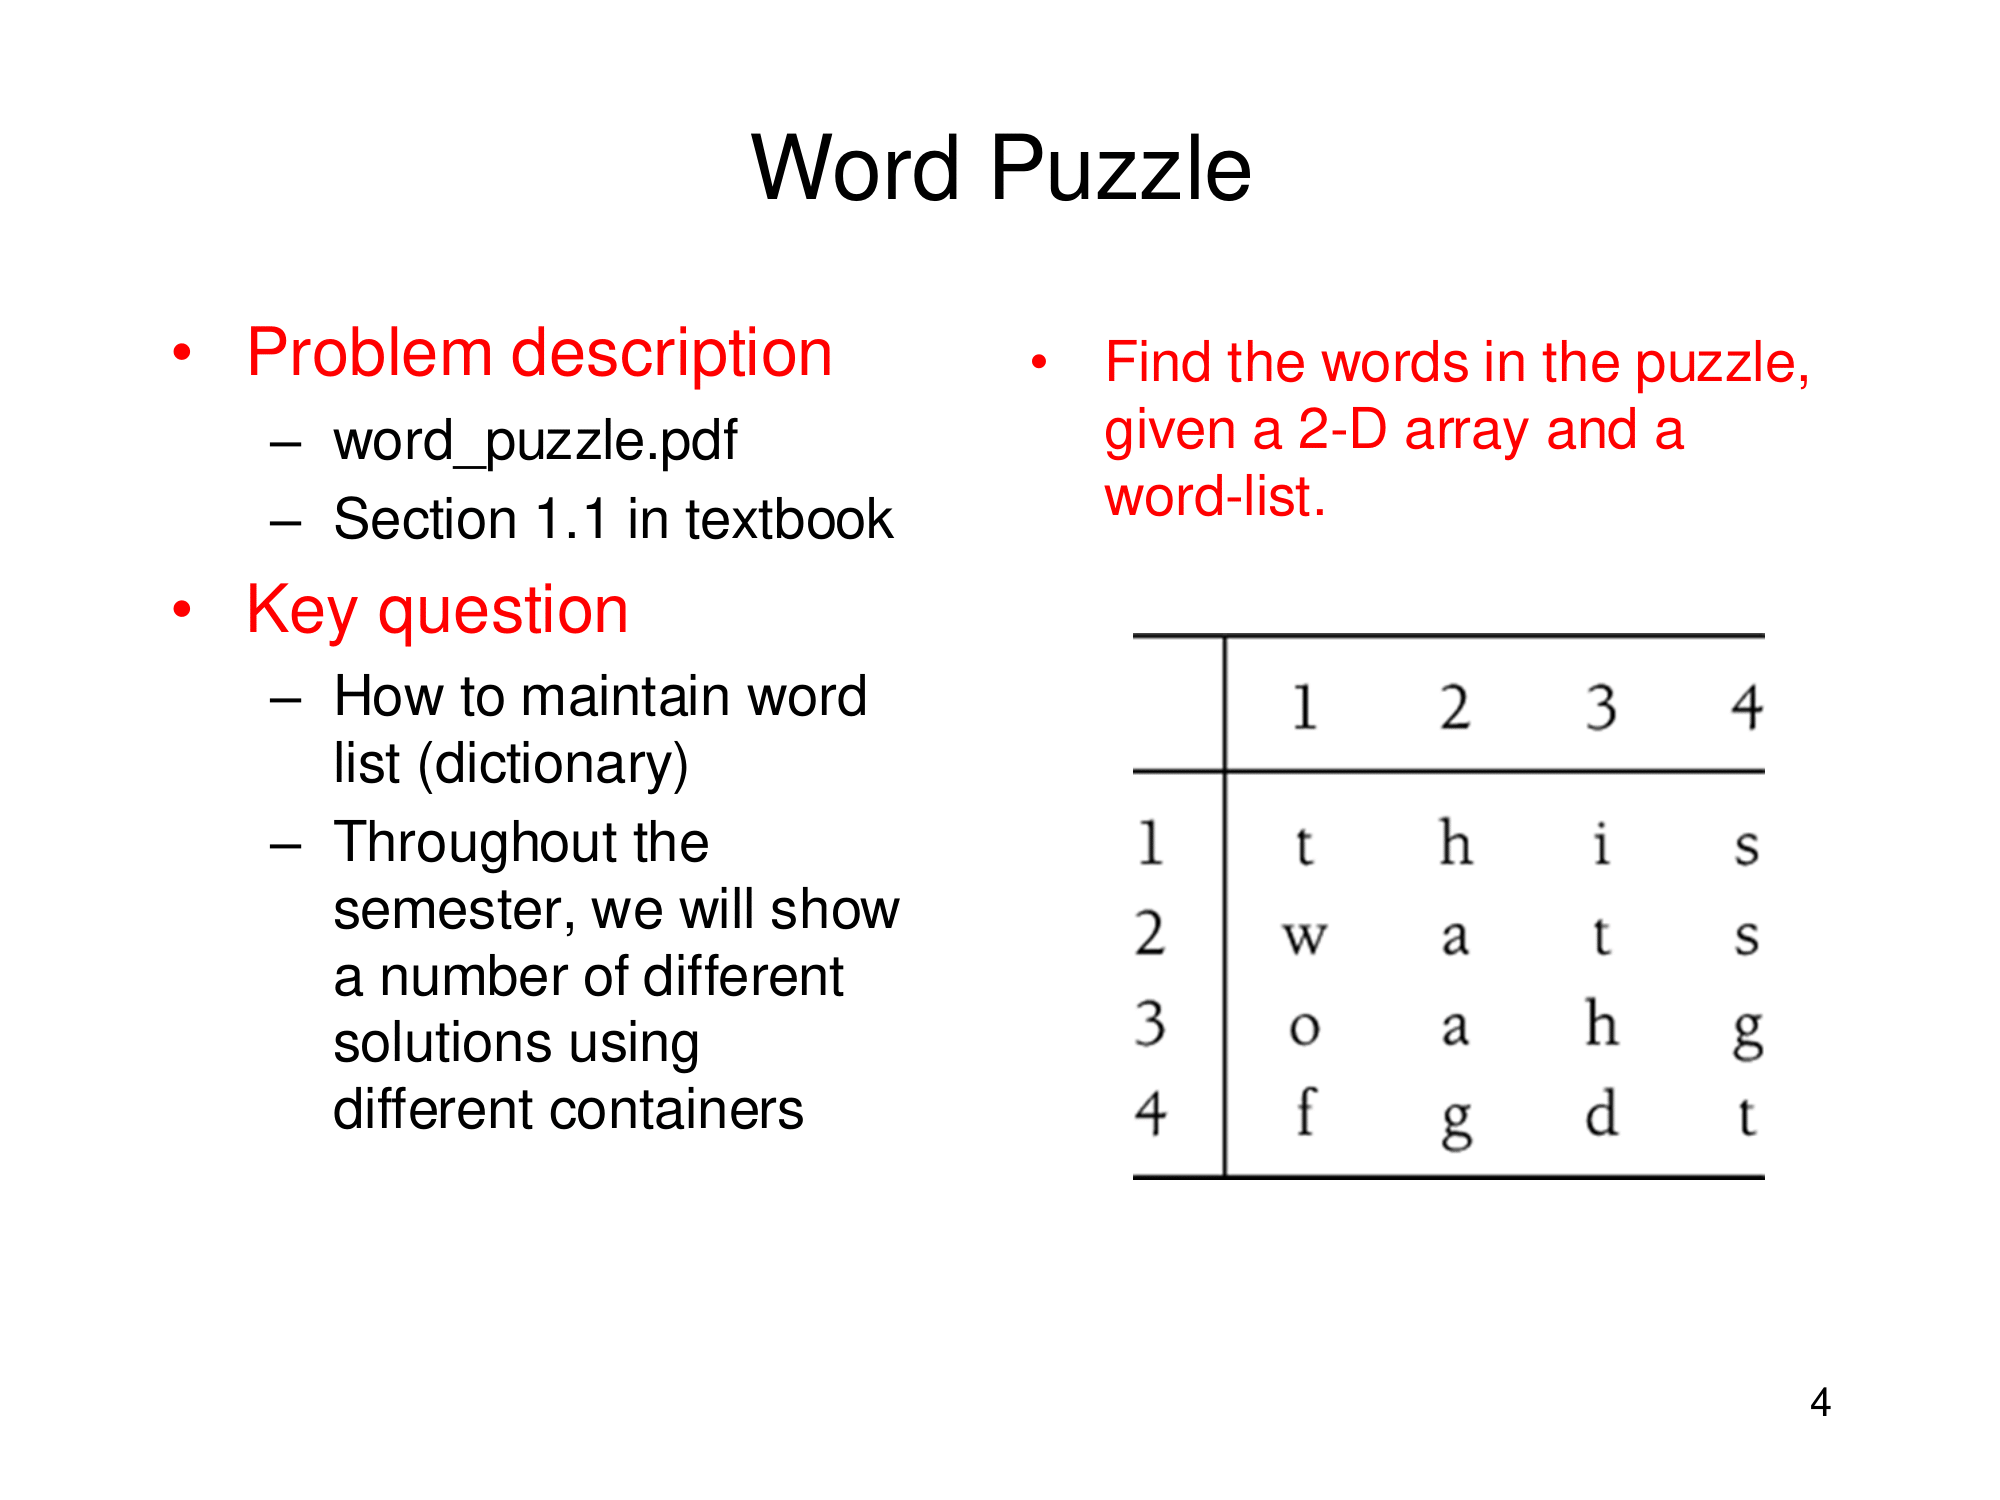 Word Puzzle
• Problem description
– word_puzzle.pdf
– Section 1.1 in textbook
• Key question
– How to maintain word
list (dictionary)
– Throughout the
semester, we will show
a number of different
solutions using
different containers
• Find the words in the puzzle,
given a 2-D array and a
word-list.
1 2 3 4
1 t h i s
2 w a t s
3 o a h g
4 f g d t
4